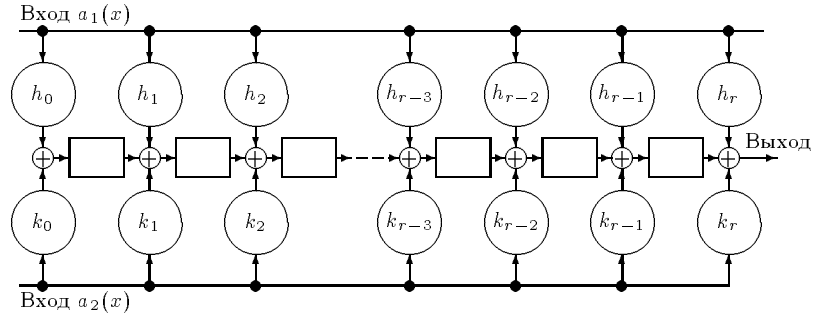 Вход a₁(x)
h₀ h₁ h₂ hᵣ₋₃ hᵣ₋₂ hᵣ₋₁ hᵣ
Выход
k₀ k₁ k₂ kᵣ₋₃ kᵣ₋₂ kᵣ₋₁ kᵣ
Вход a₂(x)